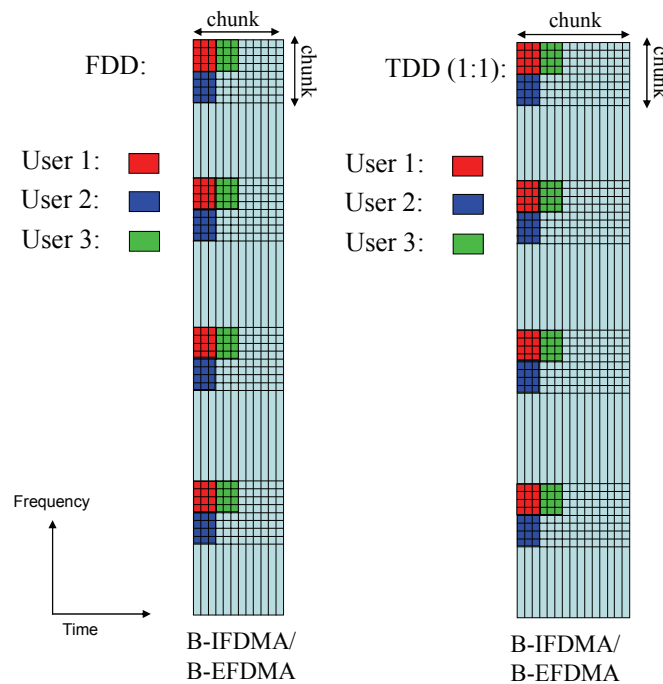 chunk
chunk
FDD:
User 1:
User 2:
User 3:
Frequency
Time
B-IFDMA/
B-EFDMA
chunk
chunk
TDD (1:1):
User 1:
User 2:
User 3:
B-IFDMA/
B-EFDMA